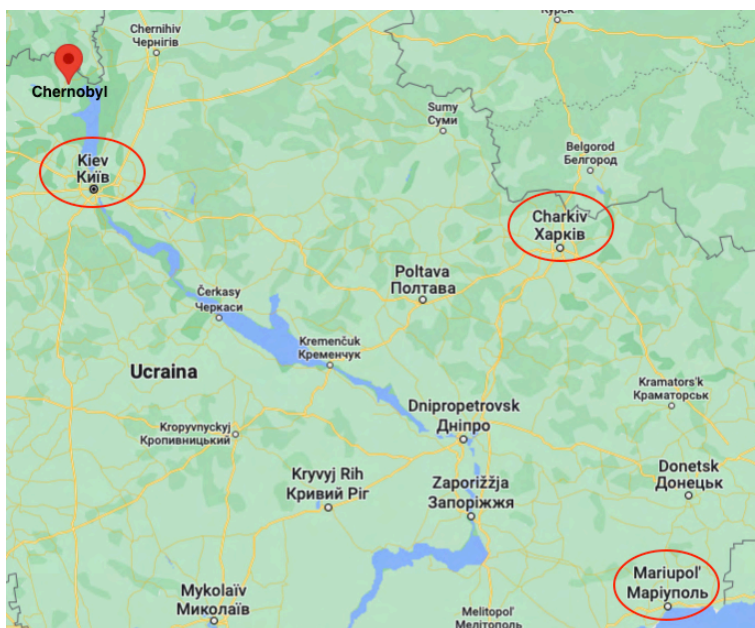 Курск
Chernihiv
Чернігів
Chernobyl
Sumy
Суми
Belgorod
Белгород
Kiev
Київ
Charkiv
Харків
Poltava
Полтава
Čerkasy
Черкаси
Kremenčuk
Кременчук
Ucraina
Kramators'k
Краматорськ
Dnipropetrovsk
Дніпро
Kropyvnyckyj
Кропивницький
Donetsk
Донецьк
Kryvyj Rih
Кривий Ріг
Zaporižžja
Запоріжжя
Mariupol'
Маріуполь
Mykolaïv
Миколаїв
Melitopol'
Мелітополь